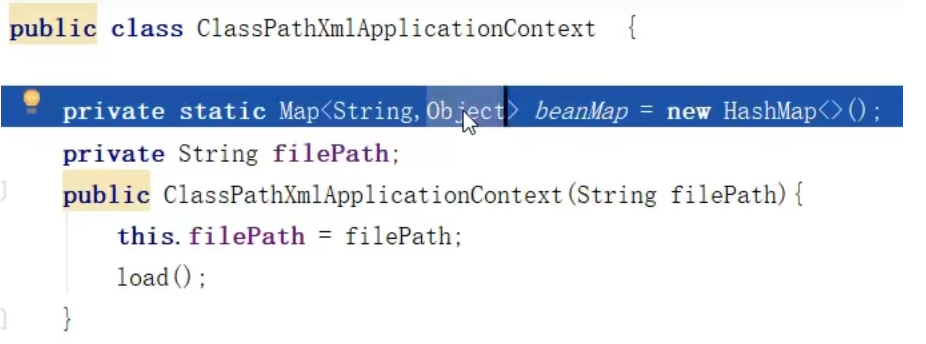 public class ClassPathXmlApplicationContext {
private static Map<String,Object> beanMap = new HashMap<>();
private String filePath;
public ClassPathXmlApplicationContext(String filePath){
this.filePath = filePath;
load();
}